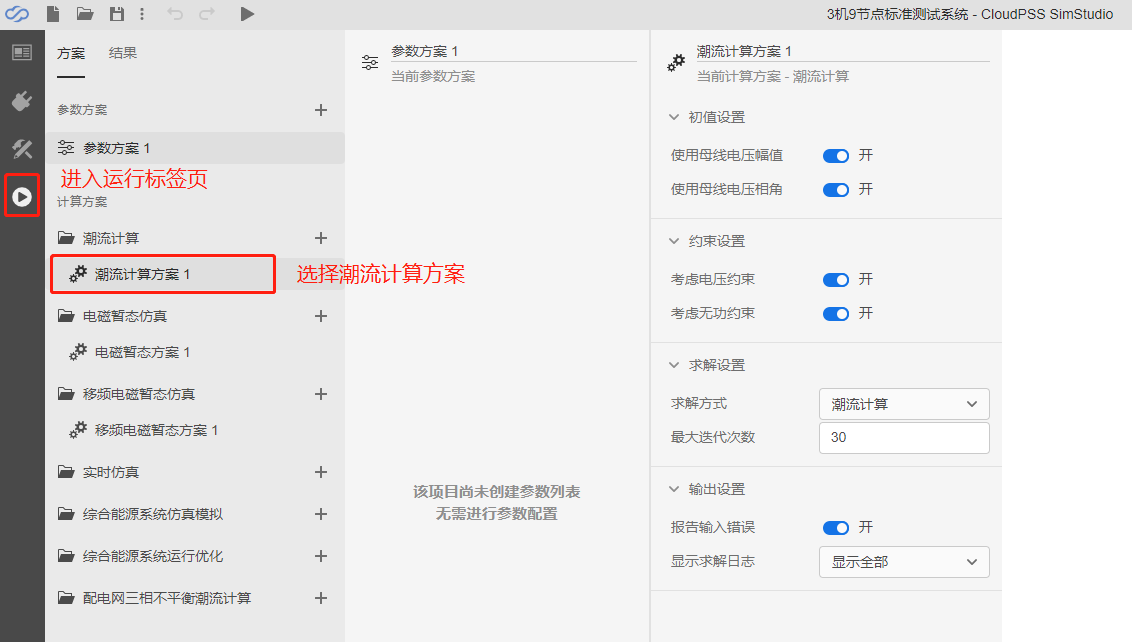 3机9节点标准测试系统 - CloudPSS SimStudio
方案 结果
参数方案
参数方案 1
进入运行标签页
计算方案
潮流计算
潮流计算方案 1
选择潮流计算方案
电磁暂态仿真
电磁暂态方案 1
移频电磁暂态仿真
移频电磁暂态方案 1
实时仿真
综合能源系统仿真模拟
综合能源系统运行优化
配电网三相不平衡潮流计算
参数方案 1
当前参数方案
该项目尚未创建参数列表
无需进行参数配置
潮流计算方案 1
当前计算方案 - 潮流计算
初值设置
使用母线电压幅值 开
使用母线电压相角 开
约束设置
考虑电压约束 开
考虑无功约束 开
求解设置
求解方式 潮流计算
最大迭代次数 30
输出设置
报告输入错误 开
显示求解日志 显示全部